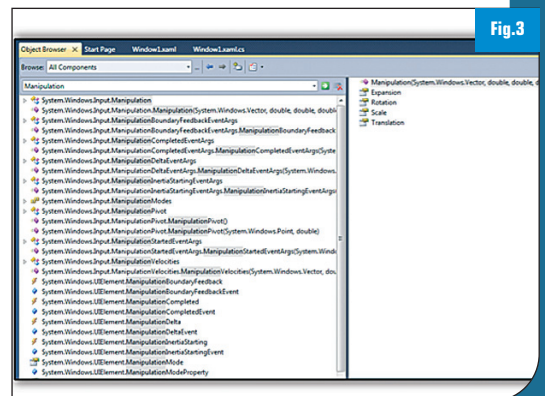 Fig.3
Object Browser Start Page Window1.xaml Window1.xaml.cs
Browse: All Components
Manipulation
System.Windows.Input.Manipulation
System.Windows.Input.Manipulation.Manipulation(System.Windows.Vector, double, double, double
System.Windows.Input.ManipulationBoundaryFeedbackEventArgs
System.Windows.Input.ManipulationBoundaryFeedbackEventArgs.ManipulationBoundaryFeedback
System.Windows.Input.ManipulationCompletedEventArgs
System.Windows.Input.ManipulationCompletedEventArgs.ManipulationCompletedEventArgs(Syste
System.Windows.Input.ManipulationDeltaEventArgs
System.Windows.Input.ManipulationDeltaEventArgs.ManipulationDeltaEventArgs(System.Windows.
System.Windows.Input.ManipulationInertiaStartingEventArgs
System.Windows.Input.ManipulationInertiaStartingEventArgs.ManipulationInertiaStartingEventArgs
System.Windows.Input.ManipulationModes
System.Windows.Input.ManipulationPivot
System.Windows.Input.ManipulationPivot.ManipulationPivot()
System.Windows.Input.ManipulationPivot.ManipulationPivot(System.Windows.Point, double)
System.Windows.Input.ManipulationStartedEventArgs
System.Windows.Input.ManipulationStartedEventArgs.ManipulationStartedEventArgs(System.Wind
System.Windows.Input.ManipulationVelocities
System.Windows.Input.ManipulationVelocities.ManipulationVelocities(System.Windows.Vector, dou
System.Windows.UIElement.ManipulationBoundaryFeedback
System.Windows.UIElement.ManipulationBoundaryFeedbackEvent
System.Windows.UIElement.ManipulationCompleted
System.Windows.UIElement.ManipulationCompletedEvent
System.Windows.UIElement.ManipulationDelta
System.Windows.UIElement.ManipulationDeltaEvent
System.Windows.UIElement.ManipulationInertiaStarting
System.Windows.UIElement.ManipulationInertiaStartingEvent
System.Windows.UIElement.ManipulationMode
System.Windows.UIElement.ManipulationModeProperty
Manipulation(System.Windows.Vector, double, double, d
Expansion
Rotation
Scale
Translation